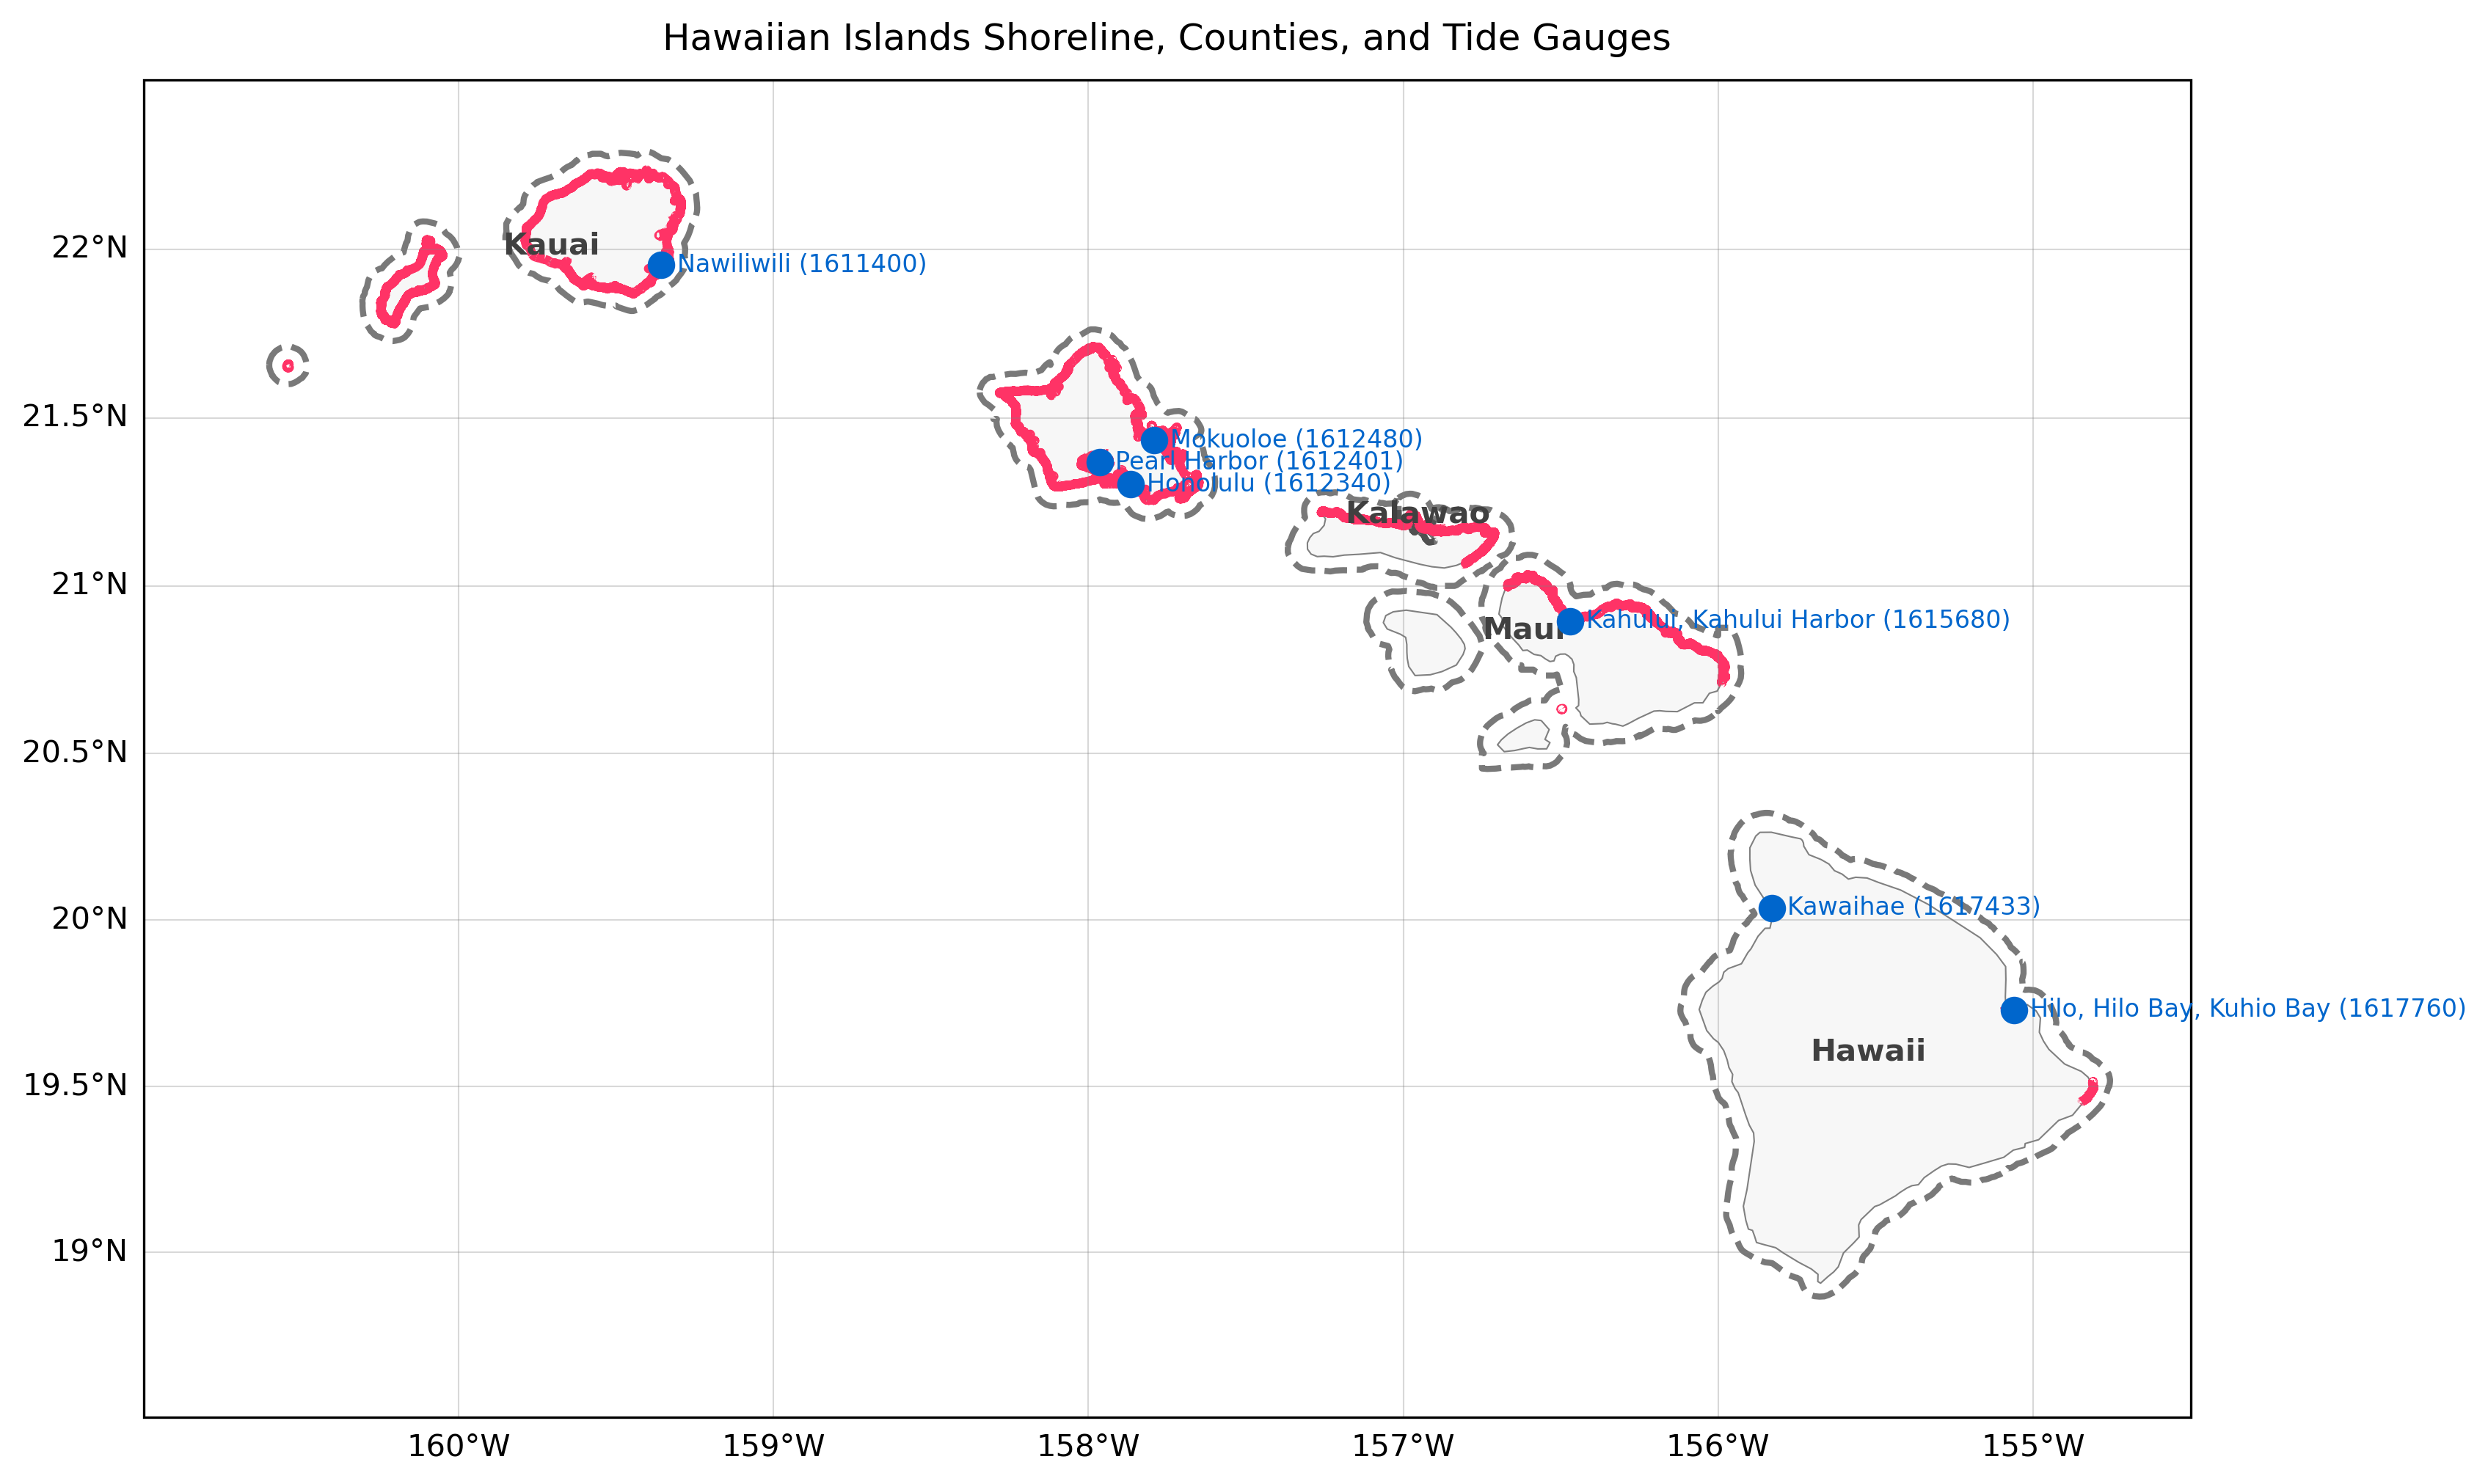 Hawaiian Islands Shoreline, Counties, and Tide Gauges
22°N
21.5°N
21°N
20.5°N
20°N
19.5°N
19°N
Kauai
Nawiliwili (1611400)
Mokuoloe (1612480)
Pearl Harbor (1612401)
Honolulu (1612340)
Kalawao
Maui
Kahului, Kahului Harbor (1615680)
Kawaihae (1617433)
Hilo, Hilo Bay, Kuhio Bay (1617760)
Hawaii
160°W
159°W
158°W
157°W
156°W
155°W